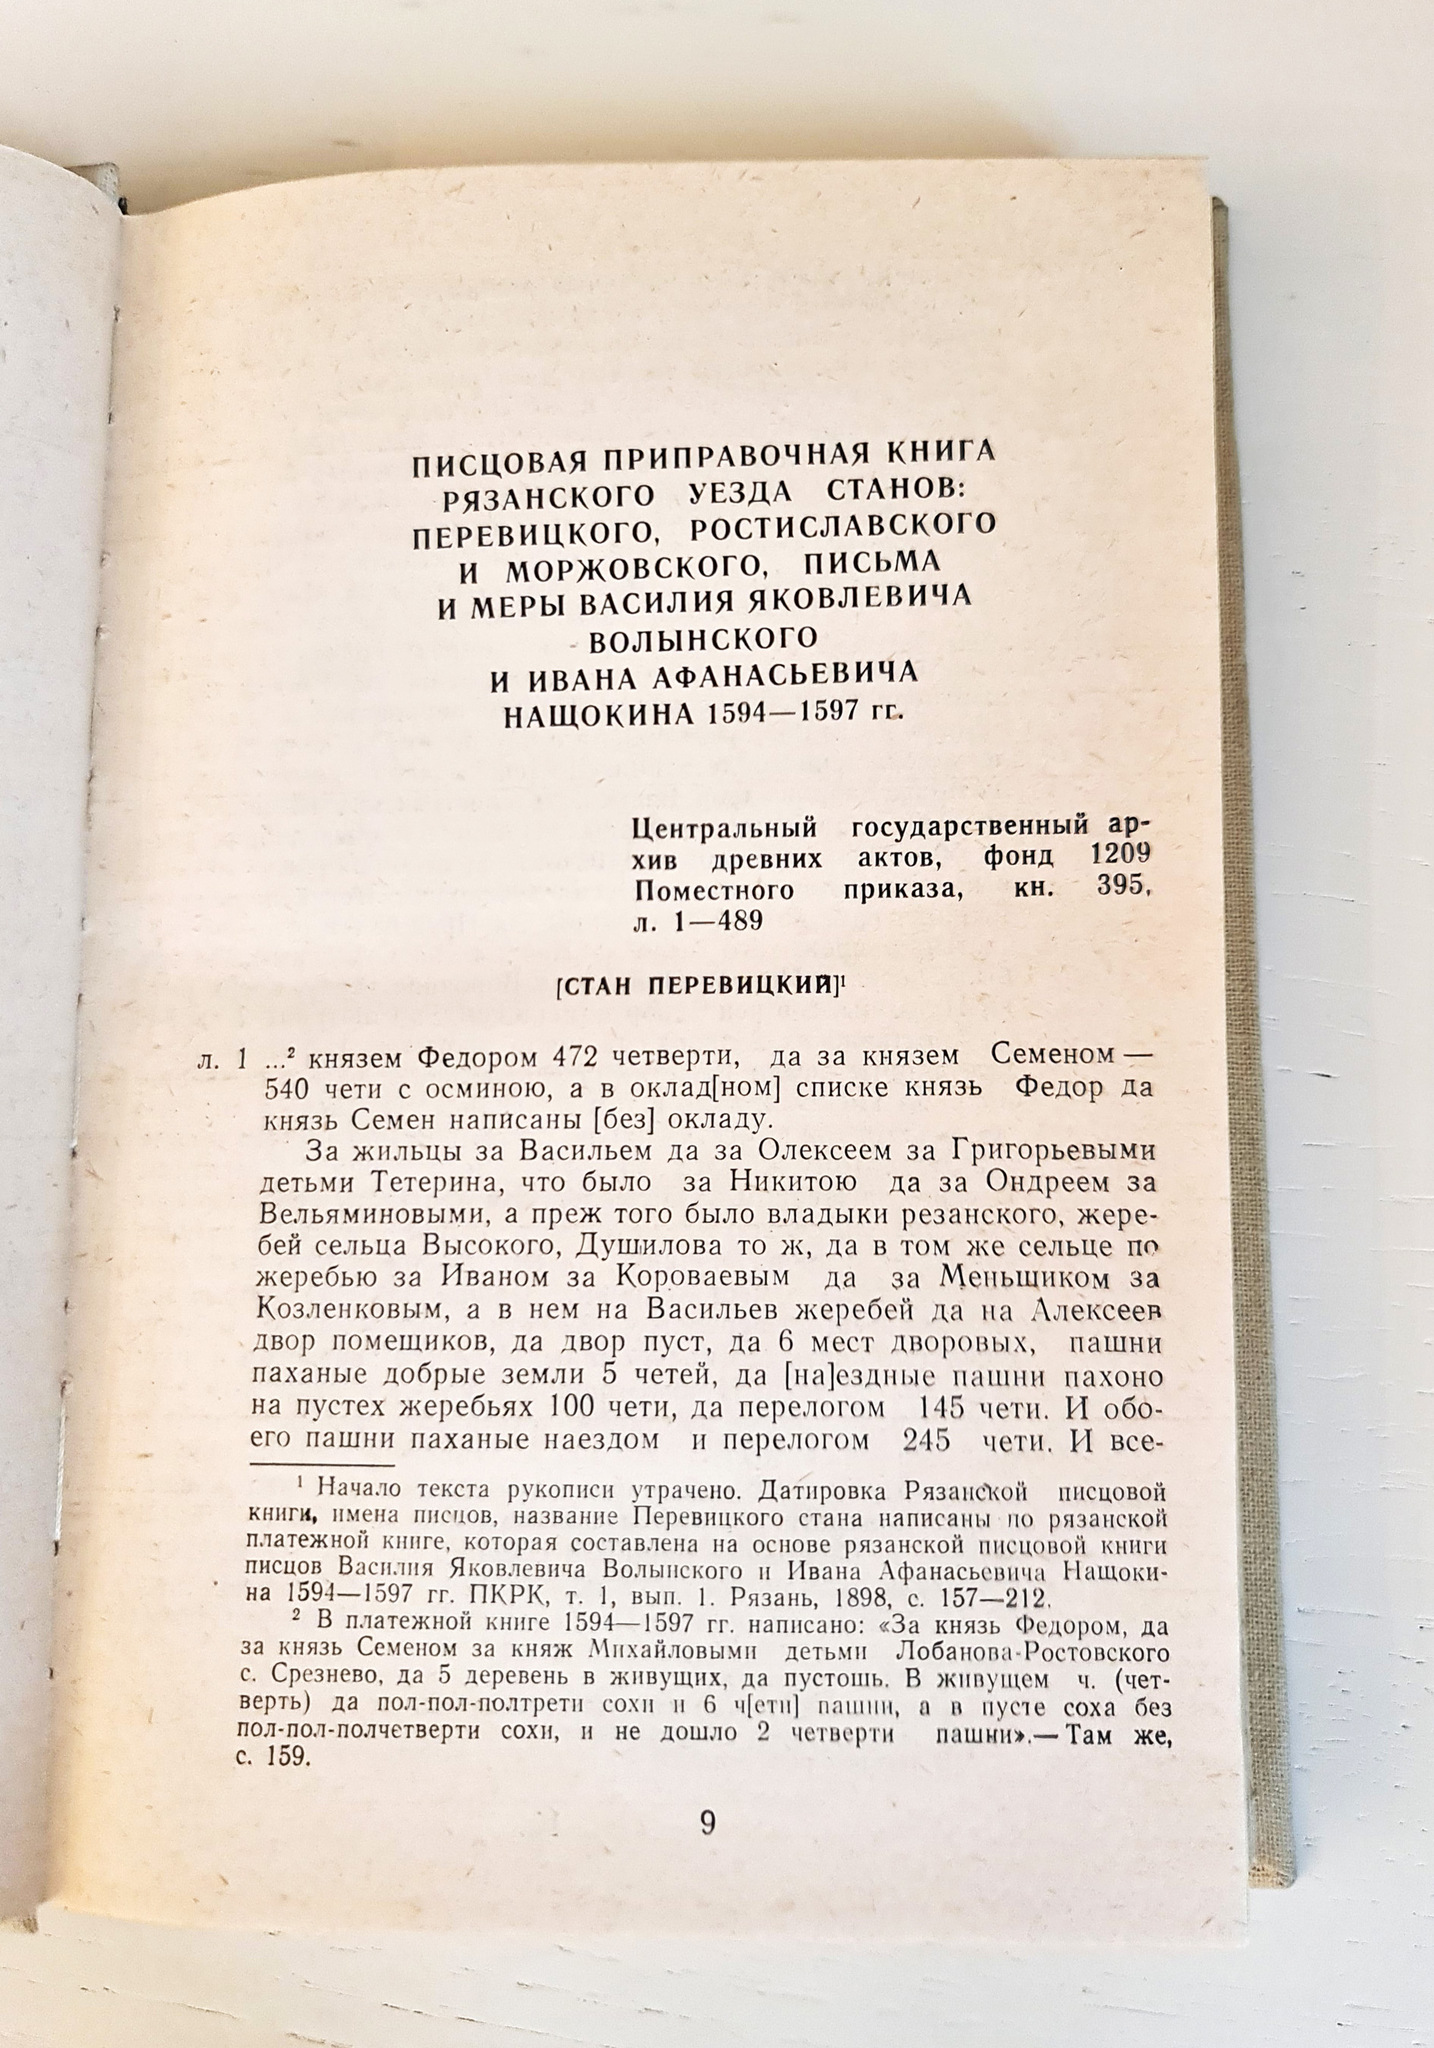 ПИСЦОВАЯ ПРИПРАВОЧНАЯ КНИГА
РЯЗАНСКОГО УЕЗДА СТАНОВ:
ПЕРЕВИЦКОГО, РОСТИСЛАВСКОГО
И МОРЖОВСКОГО, ПИСЬМА
И МЕРЫ ВАСИЛИЯ ЯКОВЛЕВИЧА
ВОЛЫНСКОГО
И ИВАНА АФАНАСЬЕВИЧА
НАЩОКИНА 1594—1597 гг.
Центральный государственный ар-
хив древних актов, фонд 1209
Поместного приказа, кн. 395,
л. 1—489
[СТАН ПЕРЕВИЦКИЙ]¹
л. 1 ...² князем Федором 472 четверти, да за князем Семеном —
540 чети с осминою, а в оклад[ном] списке князь Федор да
князь Семен написаны [без] окладу.
За жильцы за Васильем да за Олексеем за Григорьевыми
детьми Тетерина, что было за Никитою да за Ондреем за
Вельяминовыми, а преж того было владыки резанского, жере-
бей сельца Высокого, Душилова то ж, да в том же сельце по
жеребью за Иваном за Короваевым да за Меньшиком за
Козленковым, а в нем на Васильев жеребей да на Алексеев
двор помещиков, да двор пуст, да 6 мест дворовых, пашни
паханые добрые земли 5 четей, да [на]ездные пашни пахоно
на пустех жеребьях 100 чети, да перелогом 145 чети. И обо-
его пашни паханые наездом и перелогом 245 чети. И все-
¹ Начало текста рукописи утрачено. Датировка Рязанской писцовой
книги, имена писцов, название Перевицкого стана написаны по рязанской
платежной книге, которая составлена на основе рязанской писцовой книги
писцов Василия Яковлевича Волынского и Ивана Афанасьевича Нащоки-
на 1594—1597 гг. ПКРК, т. 1, вып. 1. Рязань, 1898, с. 157—212.
² В платежной книге 1594—1597 гг. написано: «За князь Федором, да
за князь Семеном за княж Михайловыми детьми Лобанова-Ростовского
с. Срезнево, да 5 деревень в живущих, да пустошь. В живущем ч. (чет-
верть) да пол-пол-полтрети сохи и 6 ч[ети] пашни, а в пусте соха без
пол-пол-полчетверти сохи, и не дошло 2 четверти пашни».— Там же,
с. 159.
9